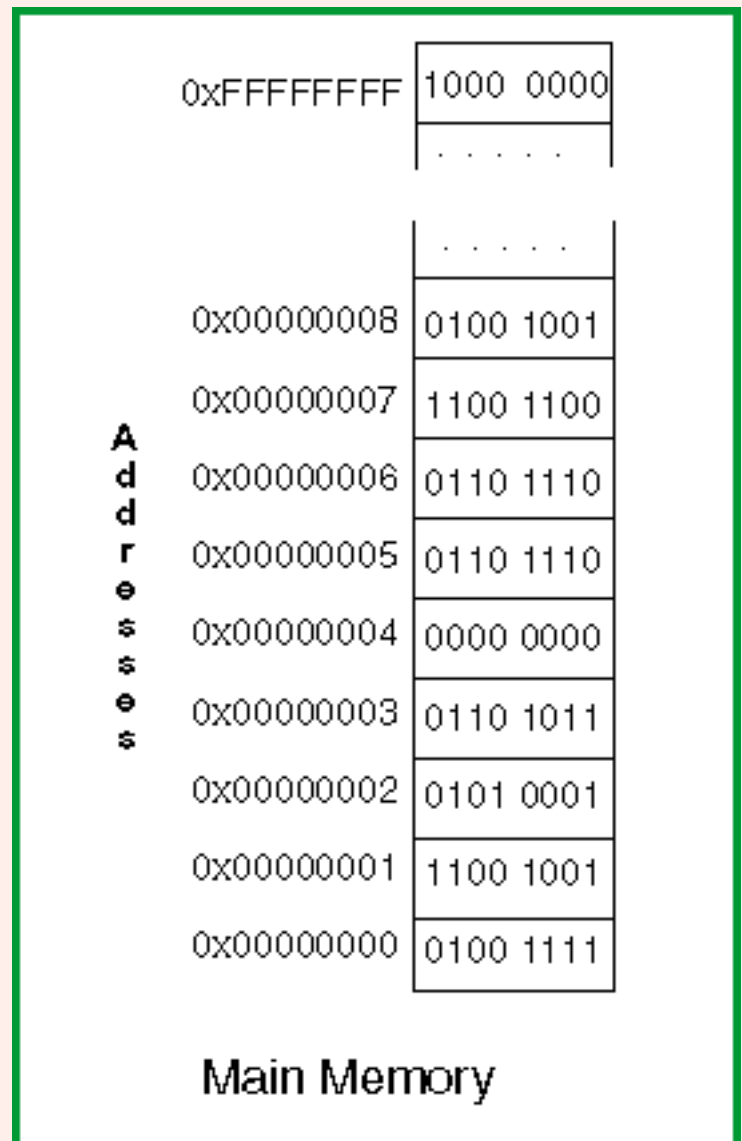 0xFFFFFFFF 1000 0000
. . . . .
. . . . .
0x00000008 0100 1001
0x00000007 1100 1100
0x00000006 0110 1110
0x00000005 0110 1110
0x00000004 0000 0000
0x00000003 0110 1011
0x00000002 0101 0001
0x00000001 1100 1001
0x00000000 0100 1111
Addresses
Main Memory